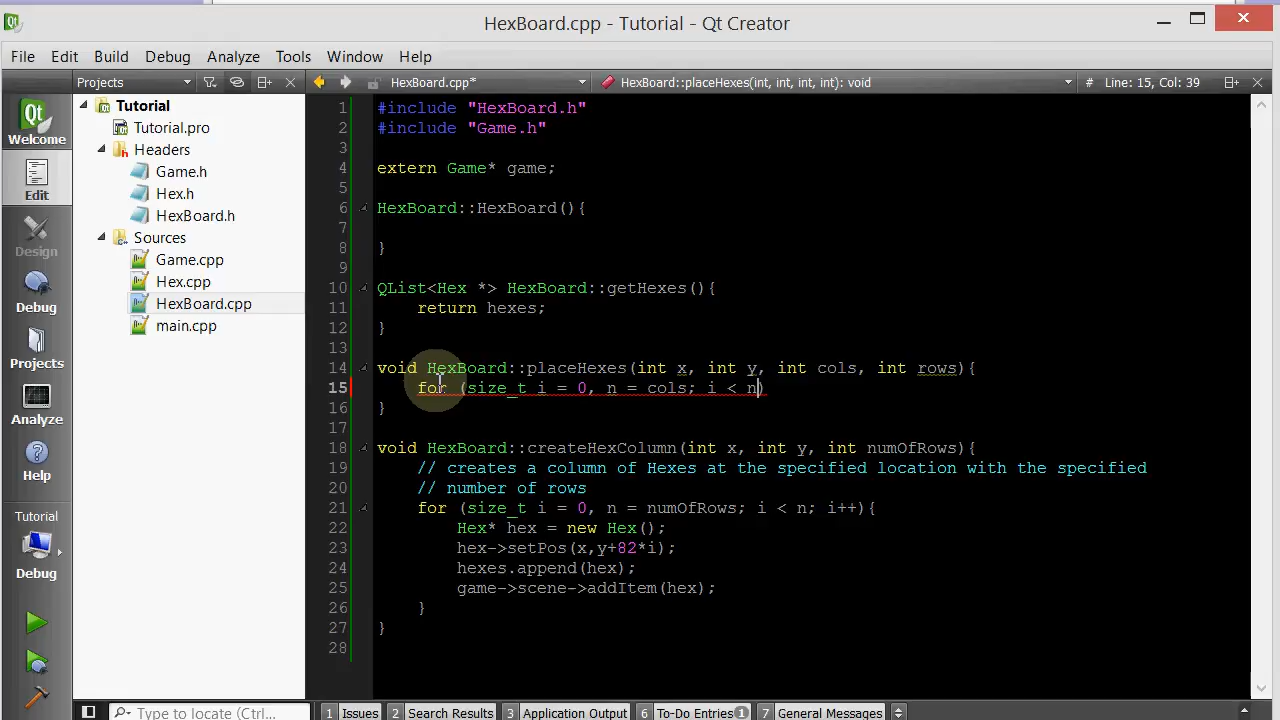 HexBoard.cpp - Tutorial - Qt Creator
File Edit Build Debug Analyze Tools Window Help
Projects HexBoard.cpp* HexBoard::placeHexes(int, int, int, int): void # Line: 15, Col: 39
Welcome
Edit
Design
Debug
Projects
Analyze
Help
Tutorial
Debug
Tutorial
Tutorial.pro
Headers
Game.h
Hex.h
HexBoard.h
Sources
Game.cpp
Hex.cpp
HexBoard.cpp
main.cpp
1 #include "HexBoard.h"
2 #include "Game.h"
3
4 extern Game* game;
5
6 HexBoard::HexBoard(){
7
8 }
9
10 QList<Hex *> HexBoard::getHexes(){
11 return hexes;
12 }
13
14 void HexBoard::placeHexes(int x, int y, int cols, int rows){
15 for (size_t i = 0, n = cols; i < n)
16 }
17
18 void HexBoard::createHexColumn(int x, int y, int numOfRows){
19 // creates a column of Hexes at the specified location with the specified
20 // number of rows
21 for (size_t i = 0, n = numOfRows; i < n; i++){
22 Hex* hex = new Hex();
23 hex->setPos(x,y+82*i);
24 hexes.append(hex);
25 game->scene->addItem(hex);
26 }
27 }
28
Type to locate (Ctrl... 1 Issues 2 Search Results 3 Application Output 6 To-Do Entries 1 7 General Messages